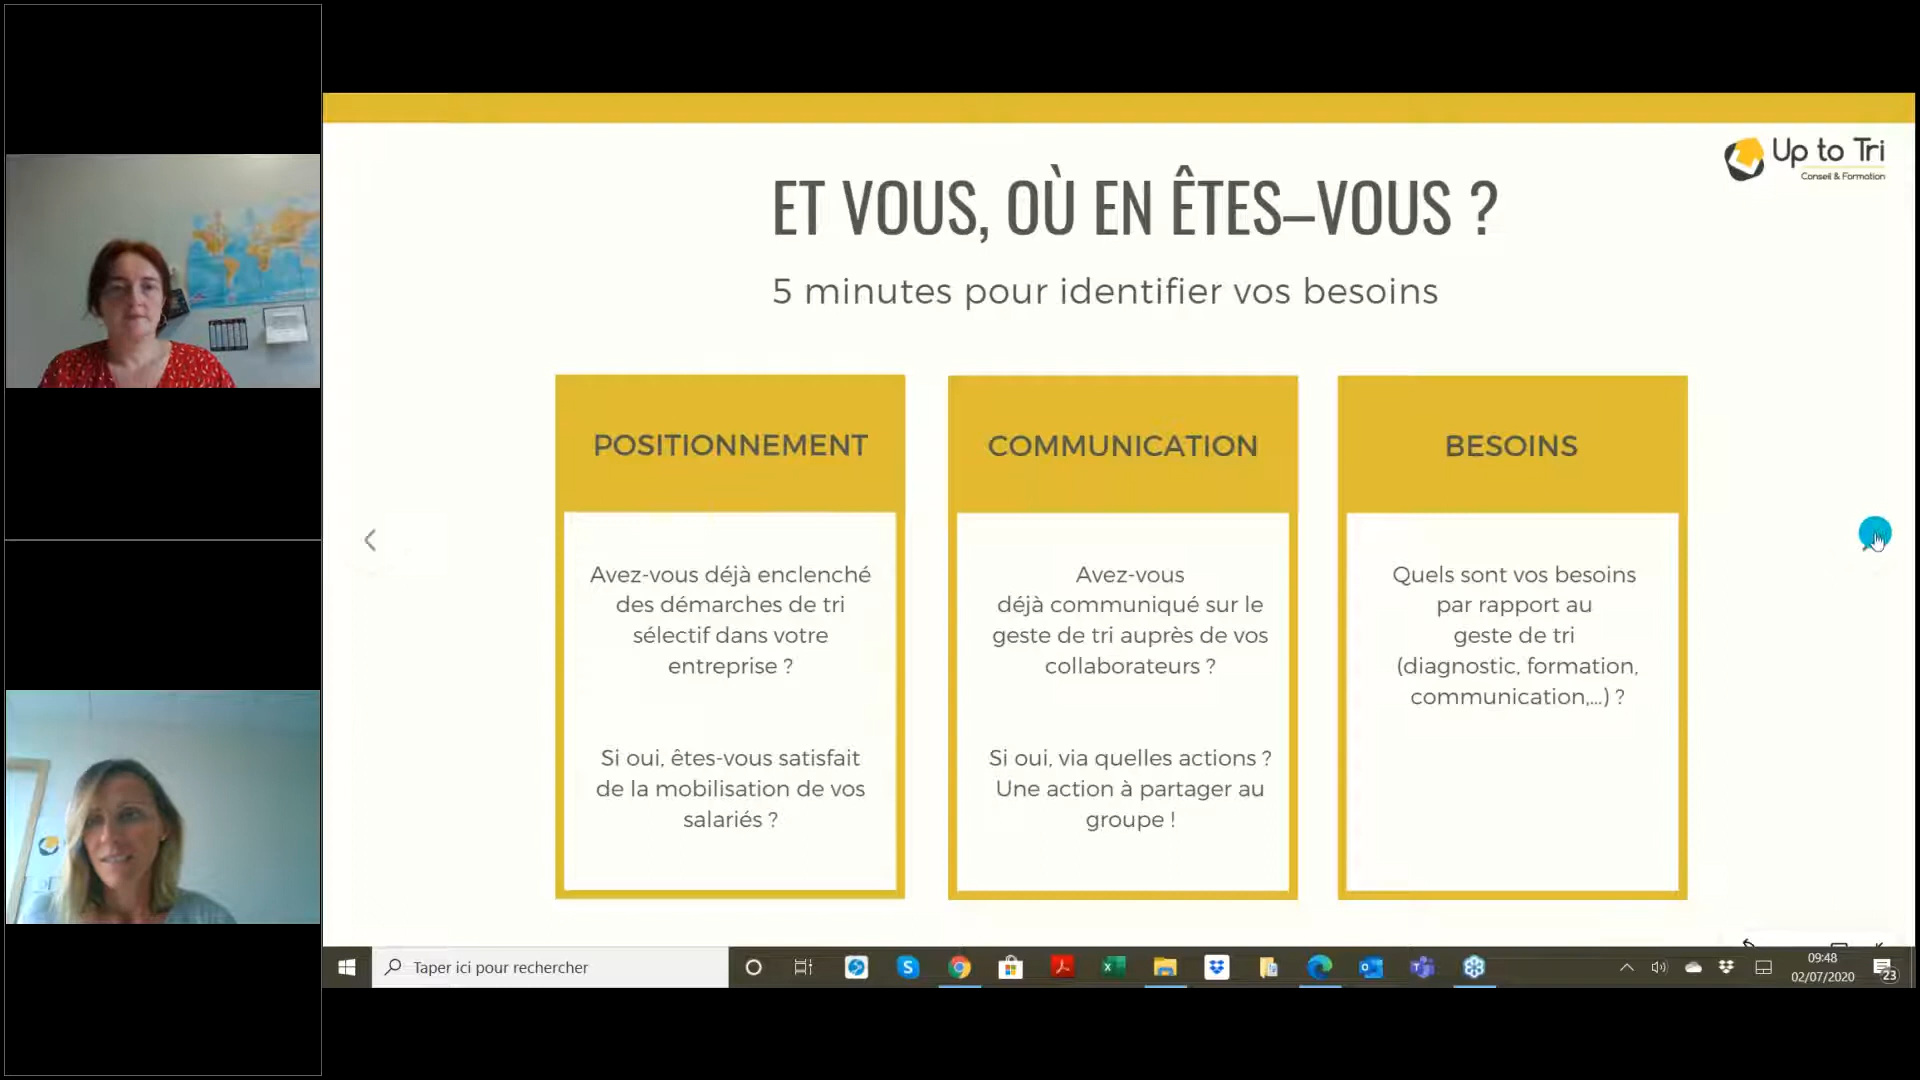 Up to Tri
Conseil & Formation
ET VOUS, OÙ EN ÊTES–VOUS ?
5 minutes pour identifier vos besoins
POSITIONNEMENT
Avez-vous déjà enclenché
des démarches de tri
sélectif dans votre
entreprise ?
Si oui, êtes-vous satisfait
de la mobilisation de vos
salariés ?
COMMUNICATION
Avez-vous
déjà communiqué sur le
geste de tri auprès de vos
collaborateurs ?
Si oui, via quelles actions ?
Une action à partager au
groupe !
BESOINS
Quels sont vos besoins
par rapport au
geste de tri
(diagnostic, formation,
communication,...) ?
Taper ici pour rechercher
09:48
02/07/2020
23